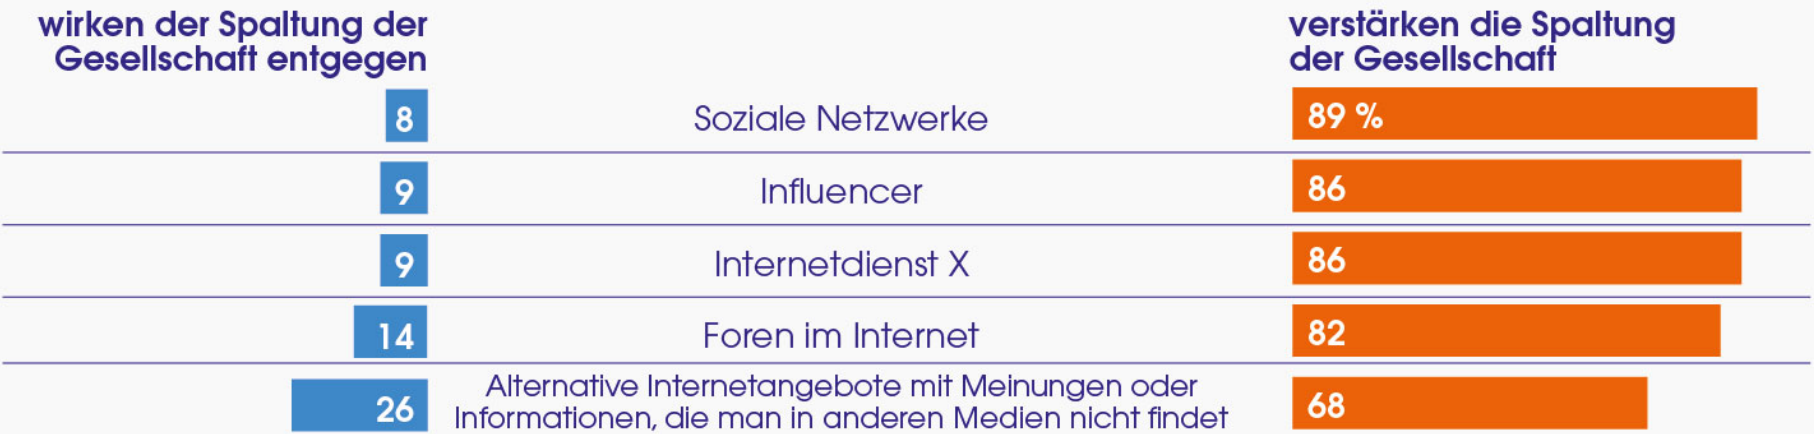 wirken der Spaltung der
Gesellschaft entgegen
verstärken die Spaltung
der Gesellschaft
8 Soziale Netzwerke 89 %
9 Influencer 86
9 Internetdienst X 86
14 Foren im Internet 82
26 Alternative Internetangebote mit Meinungen oder
Informationen, die man in anderen Medien nicht findet 68